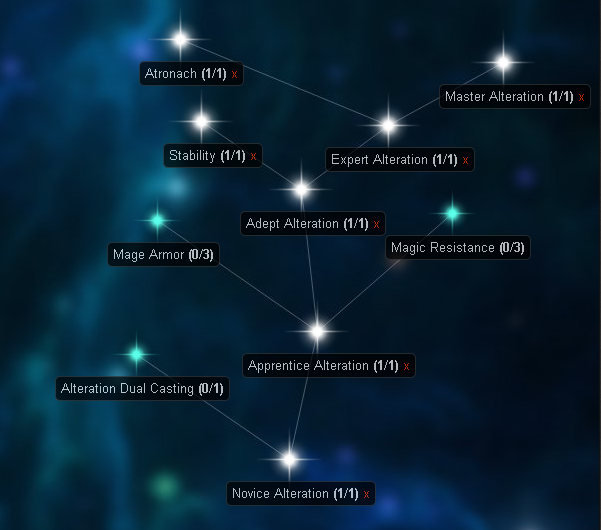 Atronach (1/1) x
Master Alteration (1/1) x
Stability (1/1) x
Expert Alteration (1/1) x
Adept Alteration (1/1) x
Mage Armor (0/3)
Magic Resistance (0/3)
Apprentice Alteration (1/1) x
Alteration Dual Casting (0/1)
Novice Alteration (1/1) x